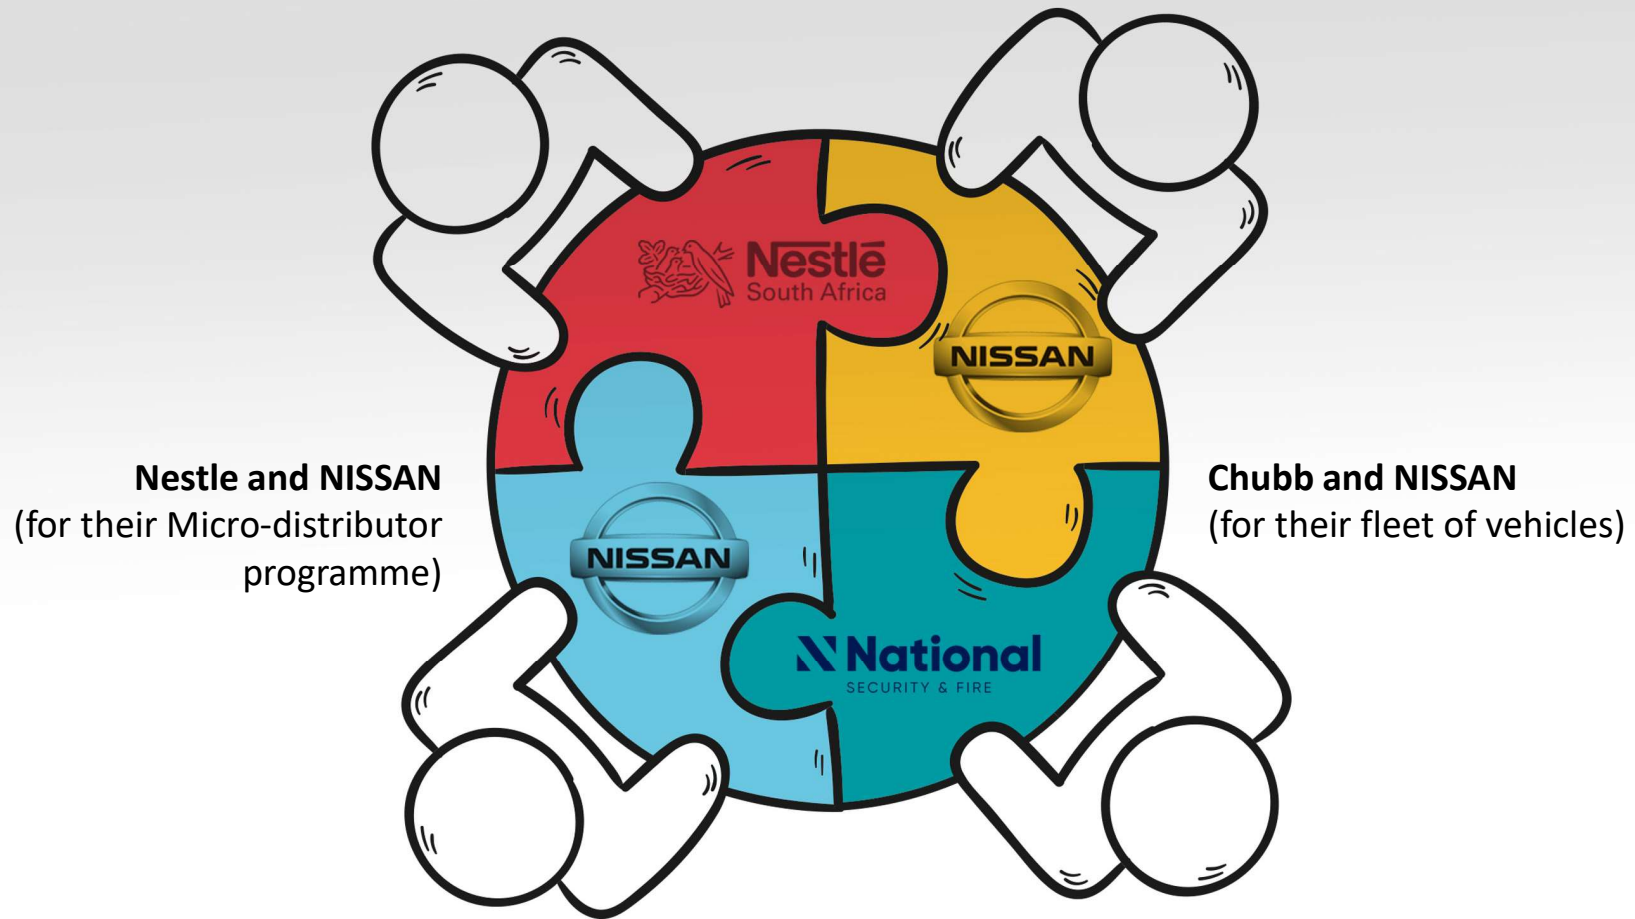 Nestlé
South Africa
NISSAN
Nestle and NISSAN
(for their Micro-distributor
programme)
Chubb and NISSAN
(for their fleet of vehicles)
NISSAN
National
SECURITY & FIRE